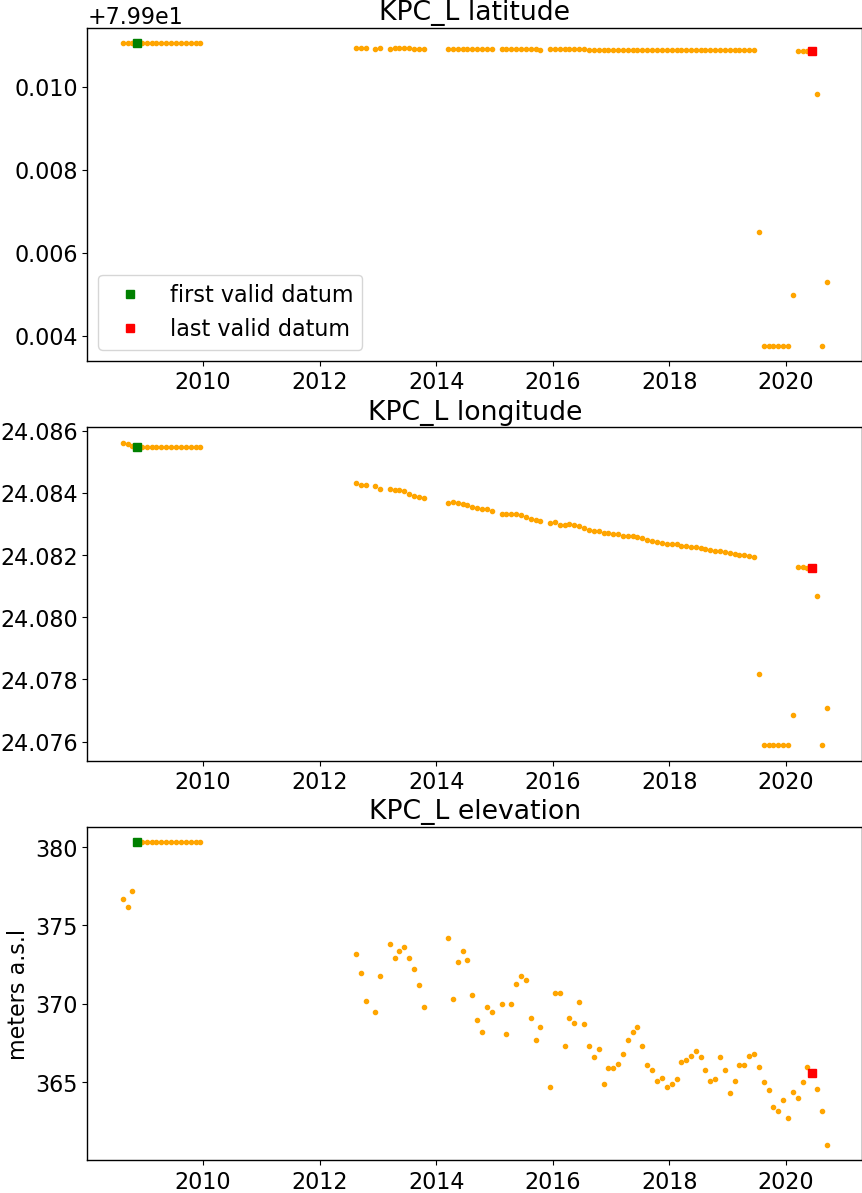 KPC_L latitude
+7.99e1
0.010
0.008
0.006
0.004
first valid datum
last valid datum
2010 2012 2014 2016 2018 2020
KPC_L longitude
24.086
24.084
24.082
24.080
24.078
24.076
2010 2012 2014 2016 2018 2020
KPC_L elevation
meters a.s.l
380
375
370
365
2010 2012 2014 2016 2018 2020